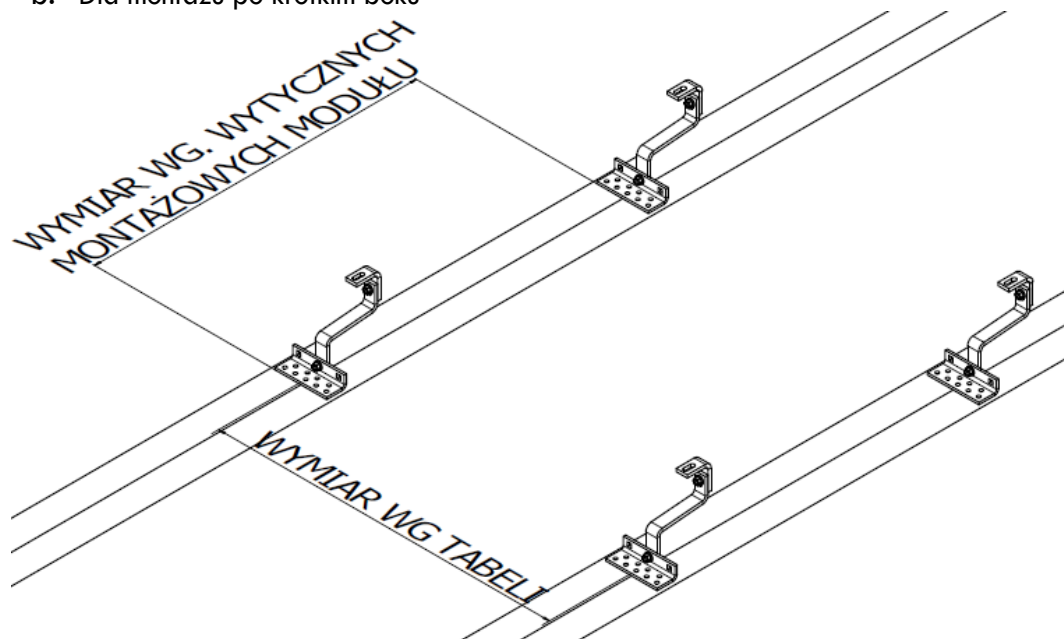 b. Dla montażu po krótkim boku
WYMIAR WG. WYTYCZNYCH
MONTAŻOWYCH MODUŁU
WYMIAR WG TABELI